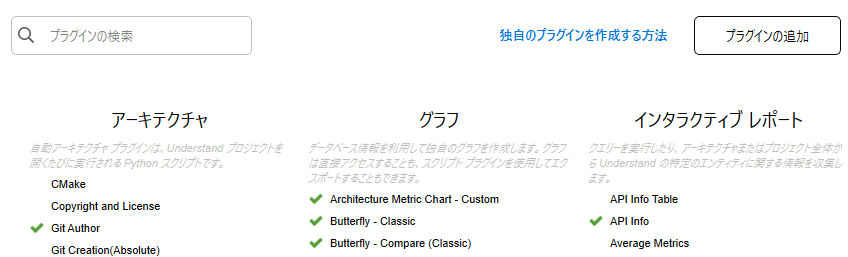 プラグインの検索
独自のプラグインを作成する方法
プラグインの追加
アーキテクチャ
自動アーキテクチャ プラグインは、Understand プロジェクトを
開くたびに実行される Python スクリプトです。
CMake
Copyright and License
Git Author
Git Creation(Absolute)
グラフ
データベース情報を利用して独自のグラフを作成します。グラフ
は直接アクセスすることも、スクリプト プラグインを使用してエク
スポートすることもできます。
Architecture Metric Chart - Custom
Butterfly - Classic
Butterfly - Compare (Classic)
インタラクティブ レポート
クエリーを実行したり、アーキテクチャまたはプロジェクト全体か
ら Understand の特定のエンティティに関する情報を収集し
ます。
API Info Table
API Info
Average Metrics